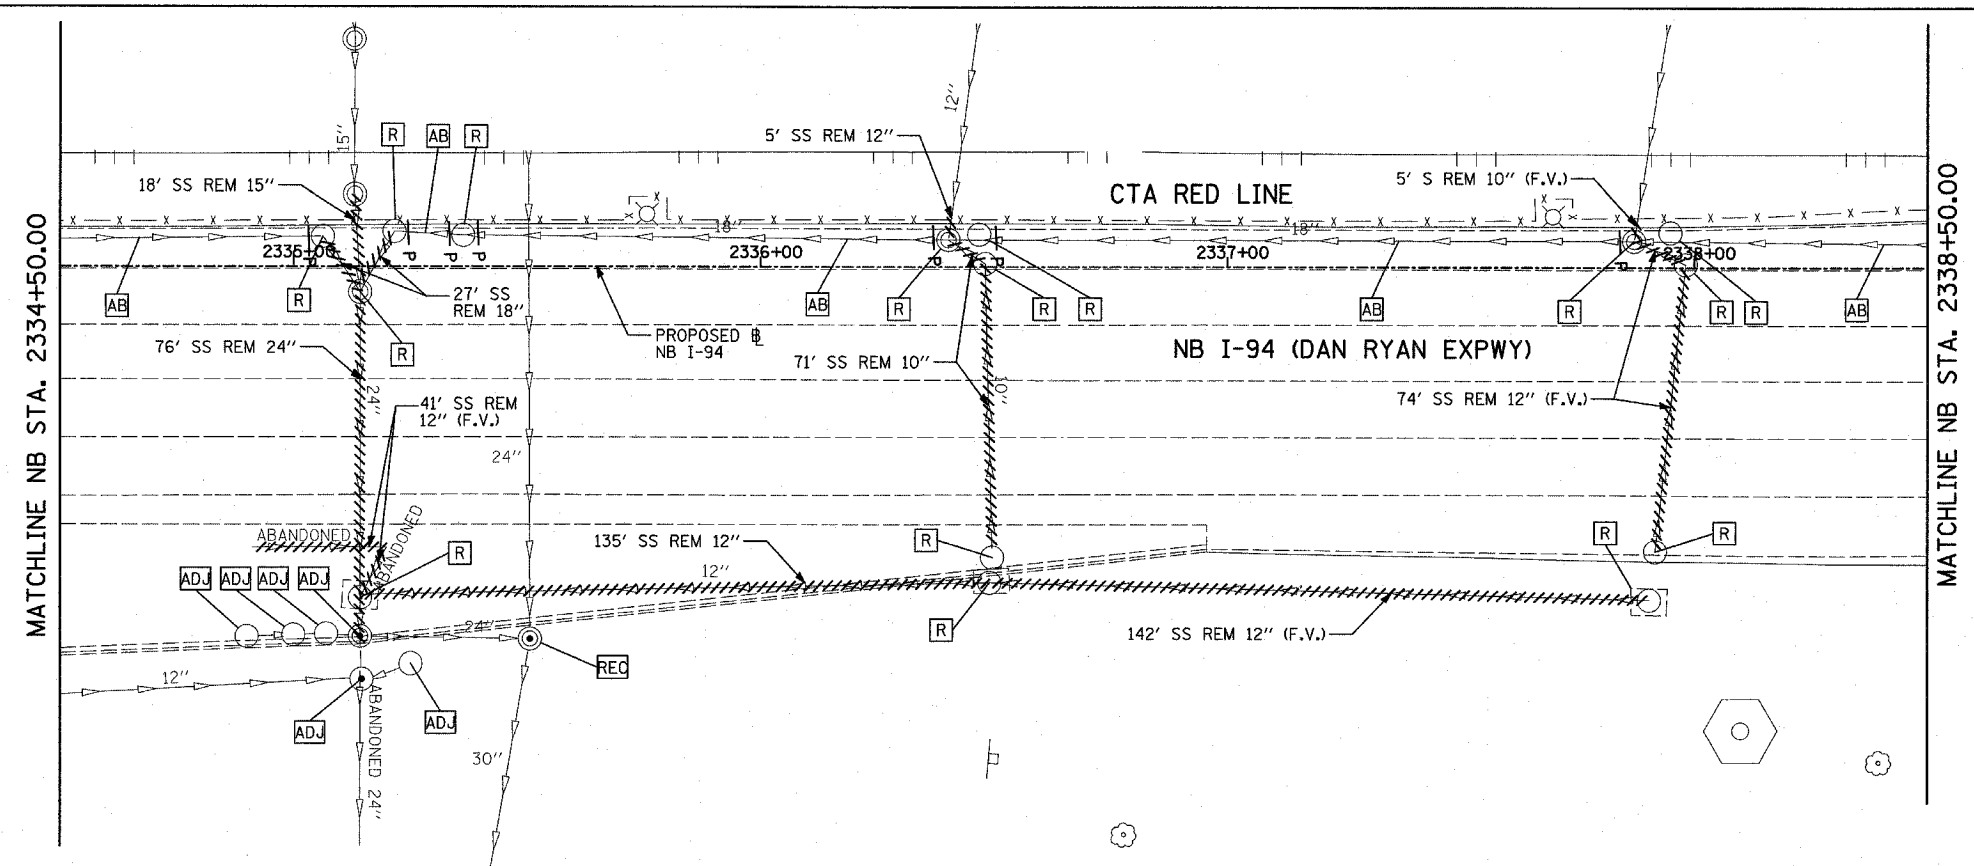 MATCHLINE NB STA. 2334+50.00
MATCHLINE NB STA. 2338+50.00
15"
12"
R
AB
R
5' SS REM 12"
18' SS REM 15"
CTA RED LINE
5' S REM 10" (F.V.)
18"
18"
2335+00
2336+00
2337+00
2338+00
P
P
P
P
P
P
P
AB
R
27' SS
REM 18"
AB
R
R
R
AB
R
R
R
AB
PROPOSED ℄
NB I-94
NB I-94 (DAN RYAN EXPWY)
76' SS REM 24"
R
71' SS REM 10"
24"
10"
41' SS REM
12" (F.V.)
74' SS REM 12" (F.V.)
24"
ABANDONED
ABANDONED
135' SS REM 12"
R
R
R
R
12"
ADJ
ADJ
ADJ
ADJ
24"
R
142' SS REM 12" (F.V.)
REC
12"
ADJ
ADJ
ABANDONED 24"
30"